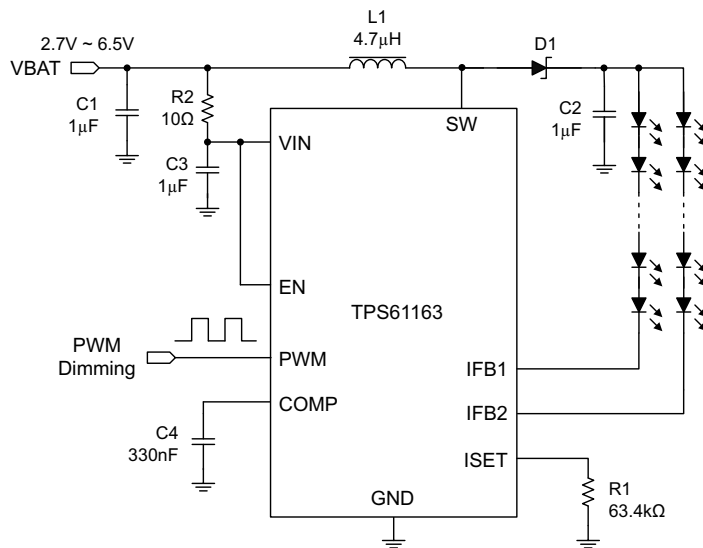 L1
4.7μH
D1
2.7V ~ 6.5V
VBAT
C1
1μF
R2
10Ω
C2
1μF
SW
VIN
C3
1μF
EN
TPS61163
PWM
Dimming
PWM
IFB1
COMP
IFB2
C4
330nF
ISET
R1
63.4kΩ
GND